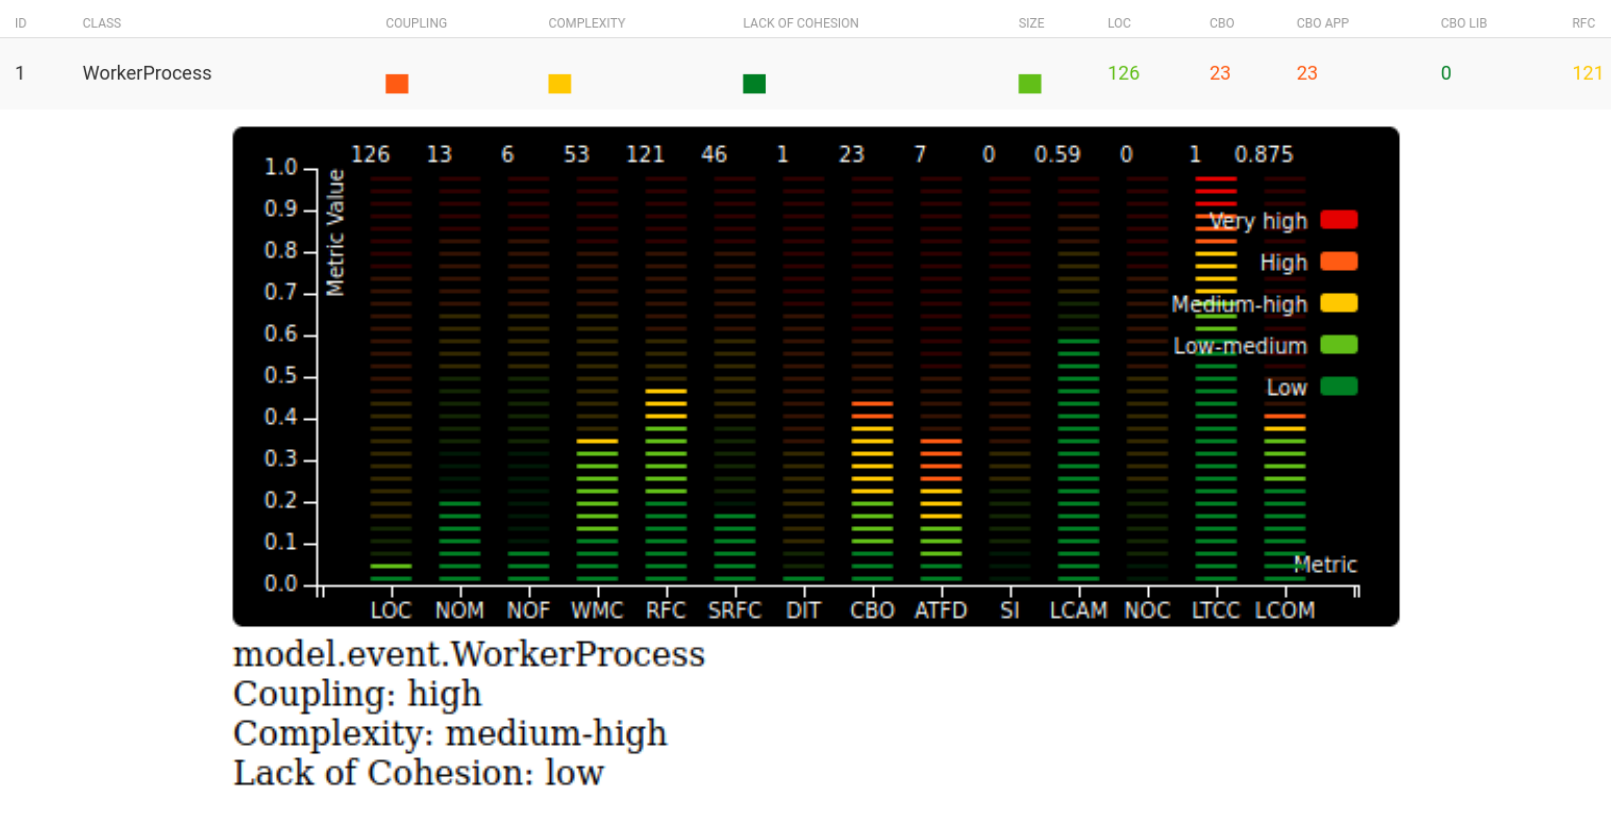 ID CLASS COUPLING COMPLEXITY LACK OF COHESION SIZE LOC CBO CBO APP CBO LIB RFC
1 WorkerProcess 126 23 23 0 121
126 13 6 53 121 46 1 23 7 0 0.59 0 1 0.875
1.0
0.9
0.8
0.7
0.6
0.5
0.4
0.3
0.2
0.1
0.0
Metric Value
Very high
High
Medium-high
Low-medium
Low
Metric
LOC NOM NOF WMC RFC SRFC DIT CBO ATFD SI LCAM NOC LTCC LCOM
model.event.WorkerProcess
Coupling: high
Complexity: medium-high
Lack of Cohesion: low